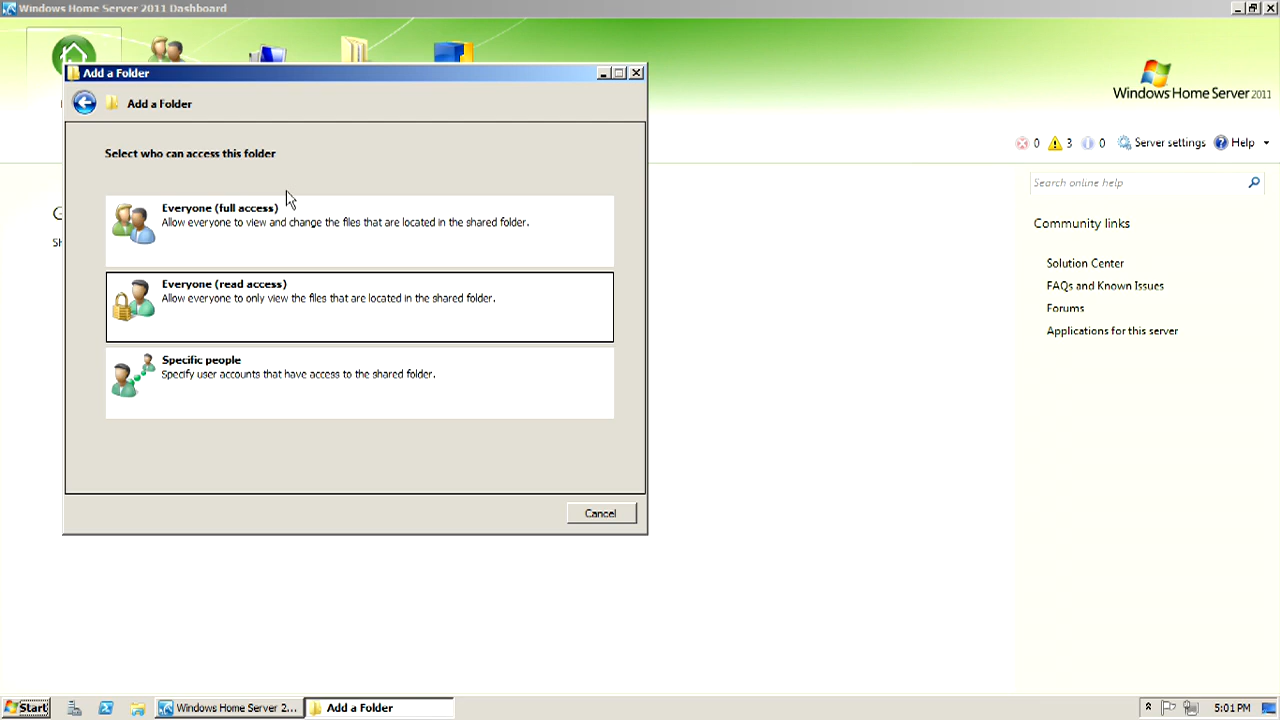 Windows Home Server 2011 Dashboard
Add a Folder
Add a Folder
Select who can access this folder
Everyone (full access)
Allow everyone to view and change the files that are located in the shared folder.
Everyone (read access)
Allow everyone to only view the files that are located in the shared folder.
Specific people
Specify user accounts that have access to the shared folder.
Cancel
Windows Home Server 2011
0 3 0 Server settings Help
Search online help
Community links
Solution Center
FAQs and Known Issues
Forums
Applications for this server
Start Windows Home Server 2... Add a Folder 5:01 PM